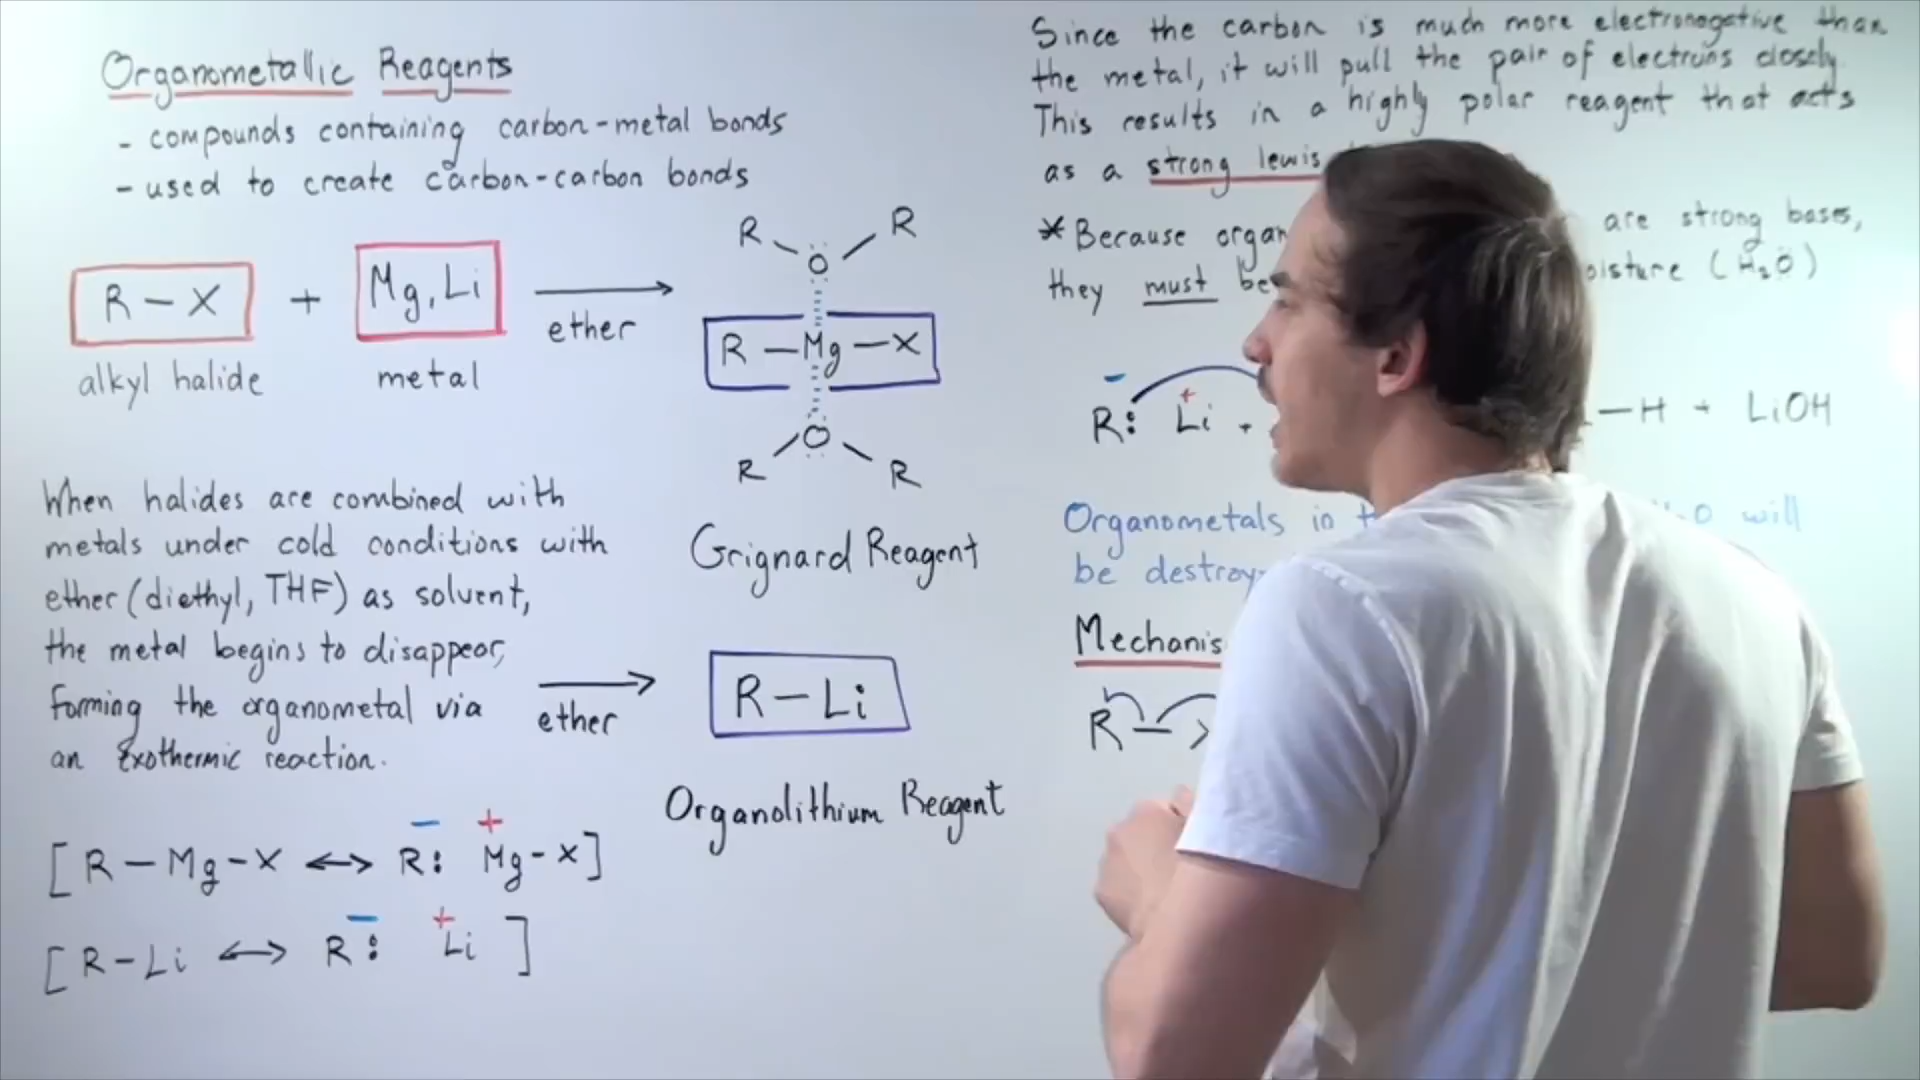 Organometallic Reagents
- compounds containing carbon-metal bonds
- used to create carbon-carbon bonds
R - X + Mg, Li
ether
alkyl halide
metal
R R
O
R - Mg - X
O
R R
Grignard Reagent
When halides are combined with
metals under cold conditions with
ether (diethyl, THF) as solvent,
the metal begins to disappear,
forming the organometal via
an Exothermic reaction.
ether
R - Li
Organolithium Reagent
[R - Mg - X ↔ R:⁻ ⁺Mg - X]
[R - Li ↔ R:⁻ ⁺Li]
Since the carbon is much more electronegative than
the metal, it will pull the pair of electrons closely.
This results in a highly polar reagent that acts
as a strong lewis
* Because organ are strong bases,
they must be oisture (H₂O)
R:⁻ Li⁺ + - H + LiOH
Organometals in O will
be destroy
Mechanis
R -